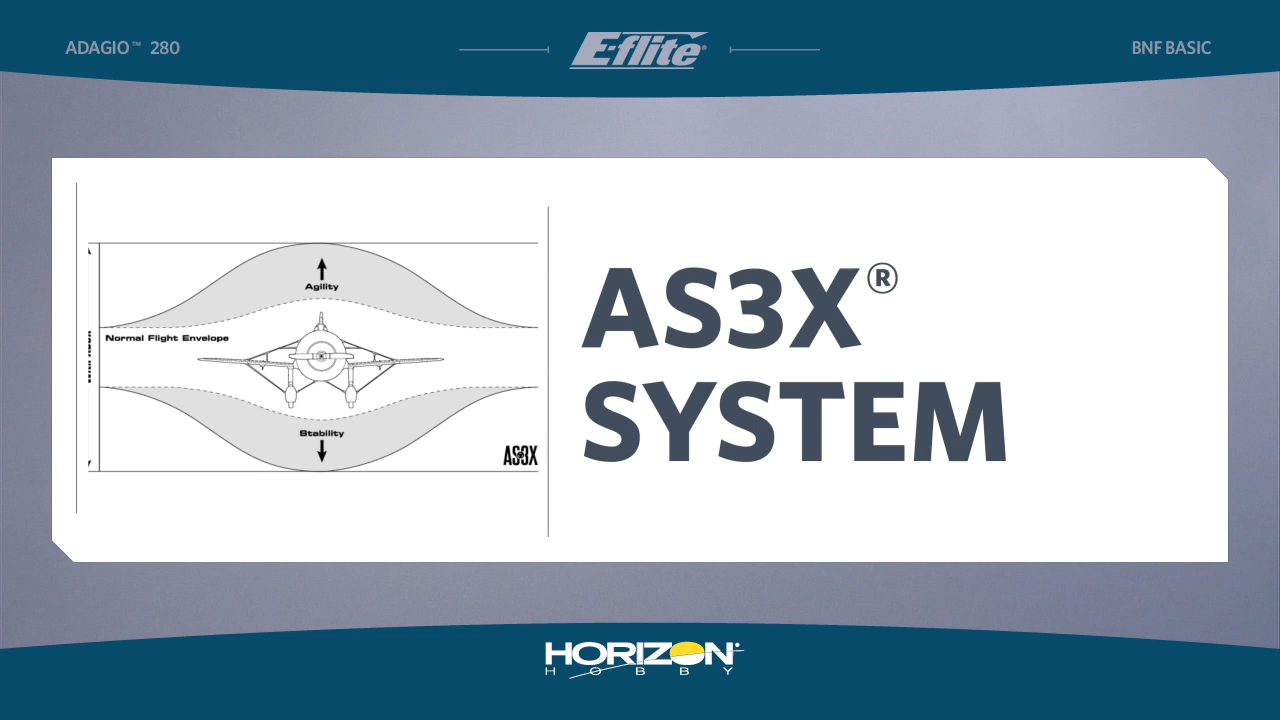 ADAGIO™ 280
E-flite®
BNF BASIC
Agility
Normal Flight Envelope
Stability
AS3X
AS3X®
SYSTEM
HORIZON
HOBBY